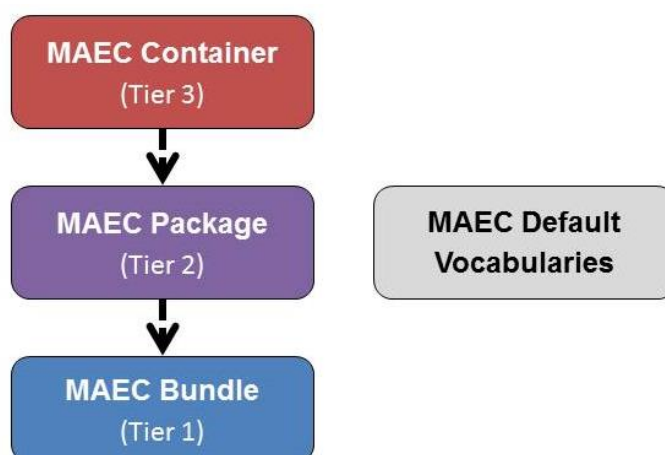 MAEC Container
(Tier 3)
MAEC Package
(Tier 2)
MAEC Default
Vocabularies
MAEC Bundle
(Tier 1)